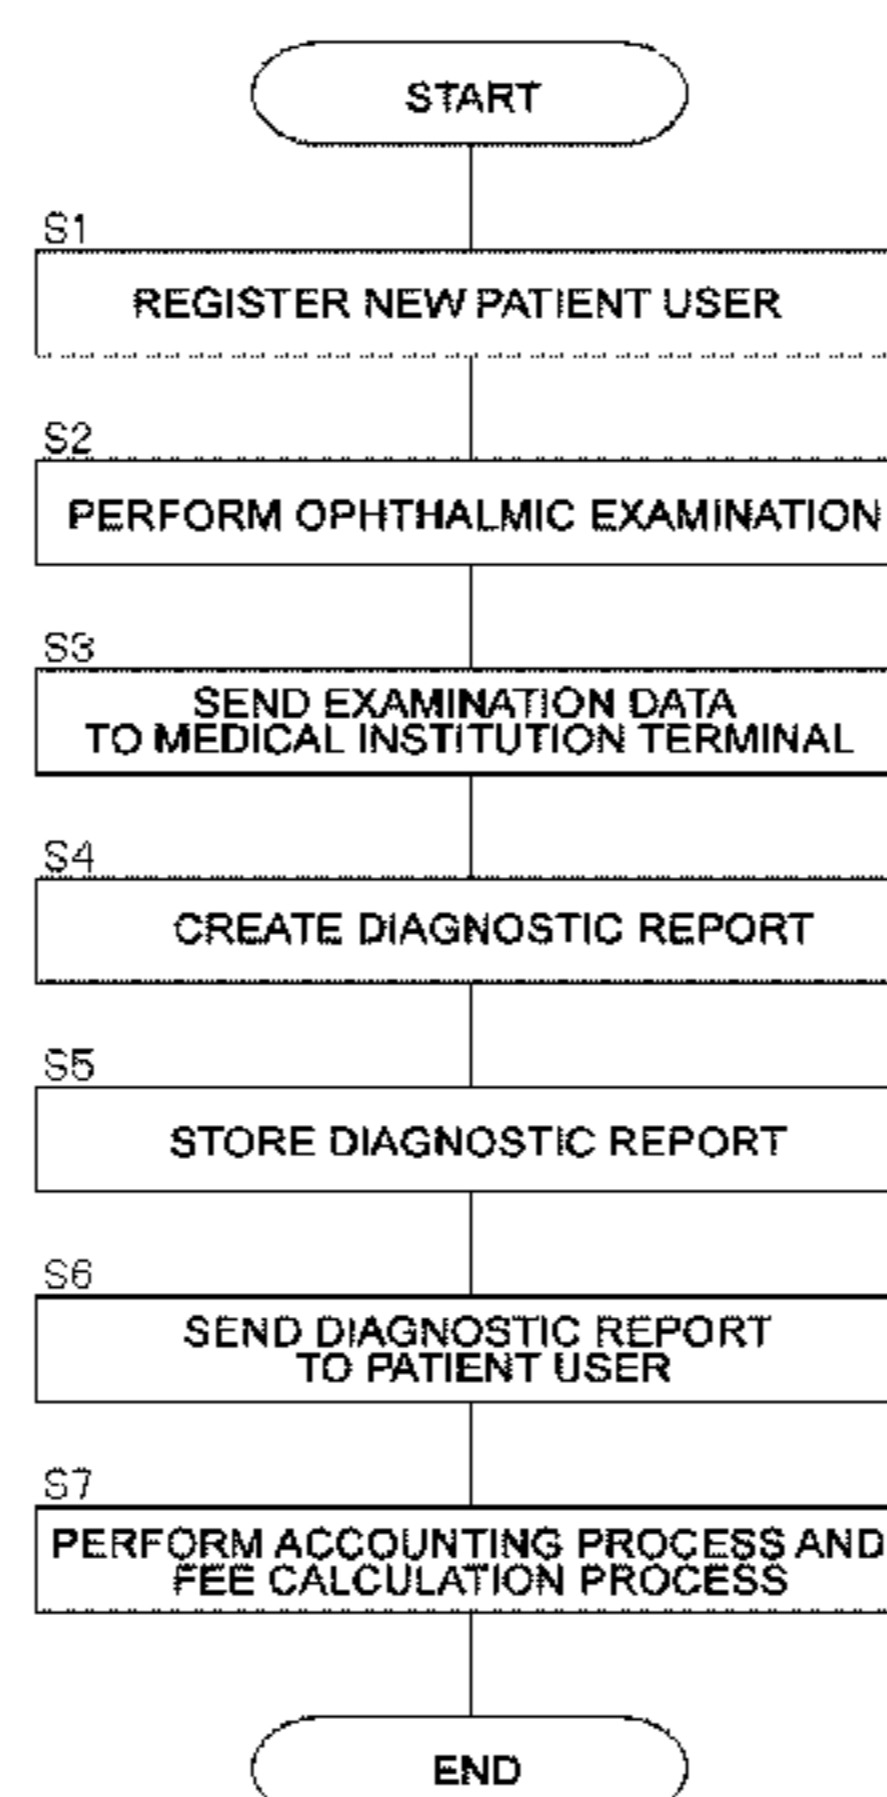 START
S1
REGISTER NEW PATIENT USER
S2
PERFORM OPHTHALMIC EXAMINATION
S3
SEND EXAMINATION DATA
TO MEDICAL INSTITUTION TERMINAL
S4
CREATE DIAGNOSTIC REPORT
S5
STORE DIAGNOSTIC REPORT
S6
SEND DIAGNOSTIC REPORT
TO PATIENT USER
S7
PERFORM ACCOUNTING PROCESS AND
FEE CALCULATION PROCESS
END